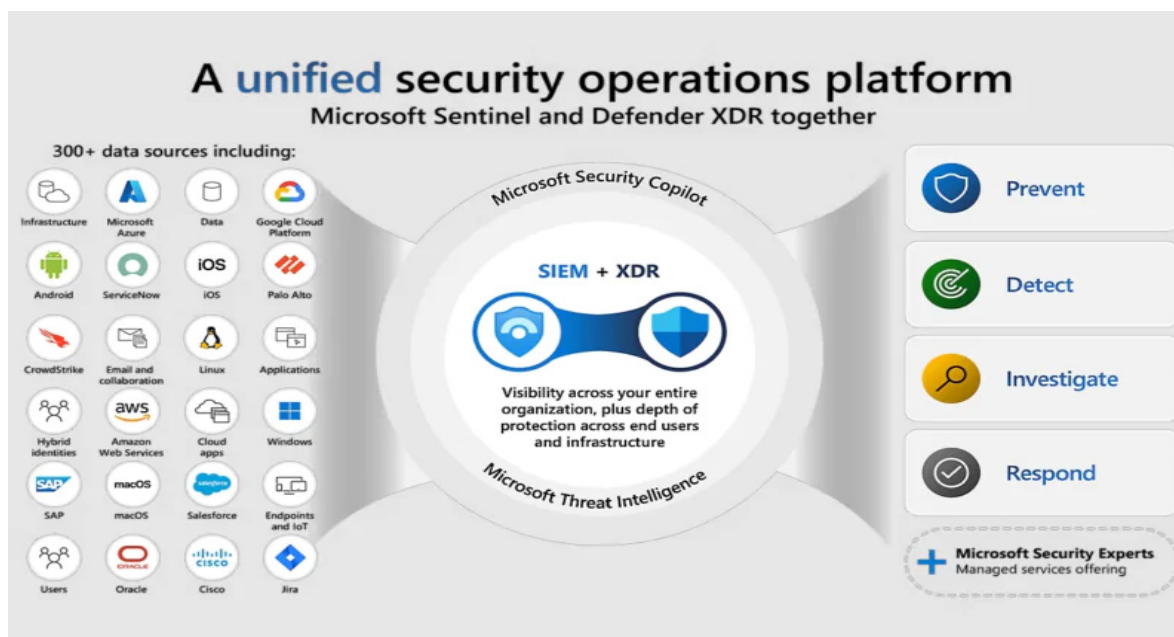 A unified security operations platform
Microsoft Sentinel and Defender XDR together
300+ data sources including:
Infrastructure
Microsoft
Azure
Data
Google Cloud
Platform
Android
ServiceNow
iOS
iOS
Palo Alto
CrowdStrike
Email and
collaboration
Linux
Applications
Hybrid
identities
aws
Amazon
Web Services
Cloud
apps
Windows
SAP
SAP
macOS
macOS
salesforce
Salesforce
Endpoints
and IoT
Users
ORACLE
Oracle
CISCO
Cisco
Jira
Microsoft Security Copilot
SIEM + XDR
Visibility across your entire
organization, plus depth of
protection across end users
and infrastructure
Microsoft Threat Intelligence
Prevent
Detect
Investigate
Respond
Microsoft Security Experts
Managed services offering